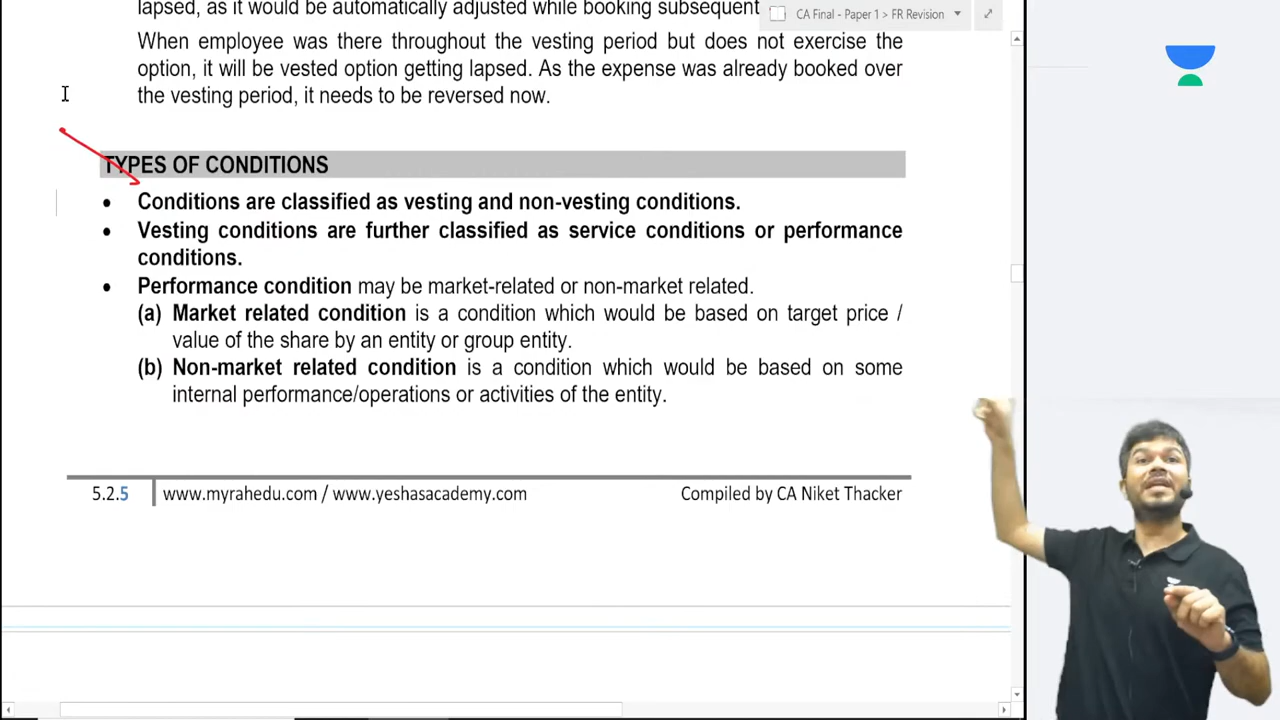 lapsed, as it would be automatically adjusted while booking subsequent
CA Final - Paper 1 > FR Revision
When employee was there throughout the vesting period but does not exercise the
option, it will be vested option getting lapsed. As the expense was already booked over
the vesting period, it needs to be reversed now.
TYPES OF CONDITIONS
• Conditions are classified as vesting and non-vesting conditions.
• Vesting conditions are further classified as service conditions or performance
conditions.
• Performance condition may be market-related or non-market related.
(a) Market related condition is a condition which would be based on target price /
value of the share by an entity or group entity.
(b) Non-market related condition is a condition which would be based on some
internal performance/operations or activities of the entity.
5.2.5 www.myrahedu.com / www.yeshasacademy.com Compiled by CA Niket Thacker